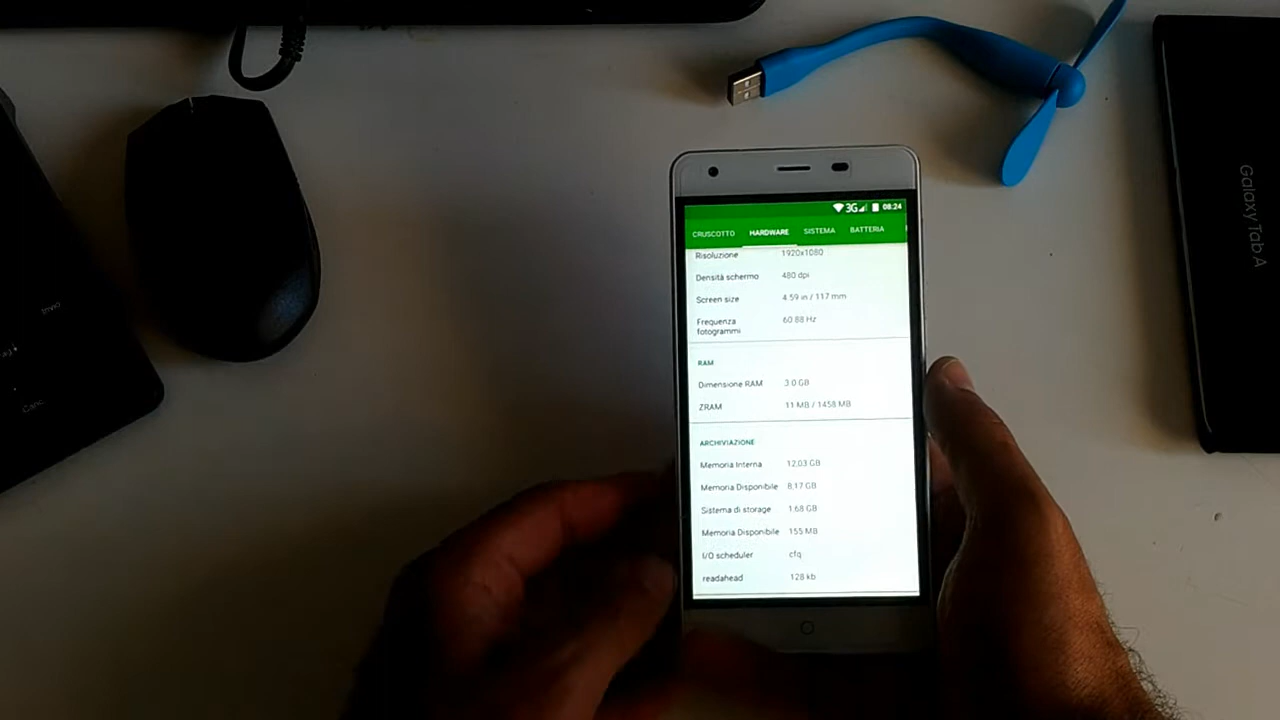 3G 08:24
CRUSCOTTO HARDWARE SISTEMA BATTERIA
Risoluzione 1920x1080
Densità schermo 480 dpi
Screen size 4.59 in / 117 mm
Frequenza fotogrammi 60.88 Hz
RAM
Dimensione RAM 3.0 GB
ZRAM 11 MB / 1458 MB
ARCHIVIAZIONE
Memoria Interna 12,03 GB
Memoria Disponibile 8,17 GB
Sistema di storage 1,68 GB
Memoria Disponibile 155 MB
I/O scheduler cfq
readahead 128 kb
Galaxy Tab A
Canc